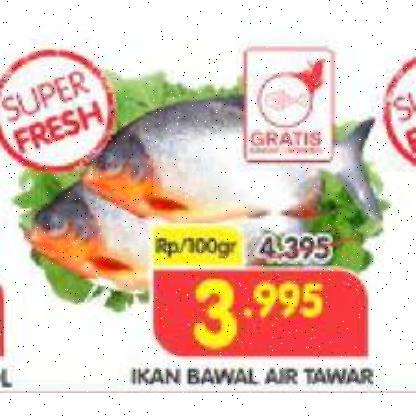 SUPER
FRESH
GRATIS
Rp/100gr 4.395
3.995
IKAN BAWAL AIR TAWAR